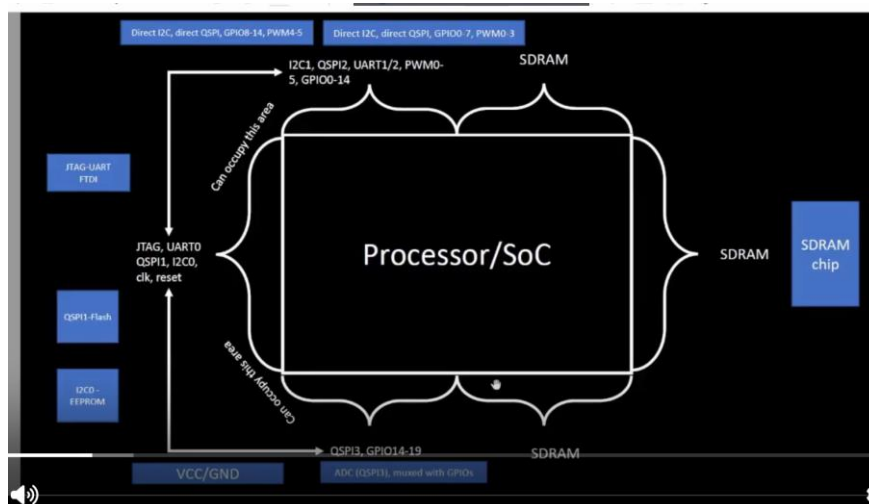 Direct I2C, direct QSPI, GPIO8-14, PWM4-5
Direct I2C, direct QSPI, GPIO0-7, PWM0-3
I2C1, QSPI2, UART1/2, PWM0-
5, GPIO0-14
SDRAM
Can occupy this area
JTAG-UART
FTDI
JTAG, UART0
QSPI1, I2C0,
clk, reset
Processor/SoC
SDRAM
SDRAM
chip
QSPI1-Flash
I2C0 -
EEPROM
Can occupy this area
QSPI3, GPIO14-19
SDRAM
VCC/GND
ADC (QSPI3), muxed with GPIOs